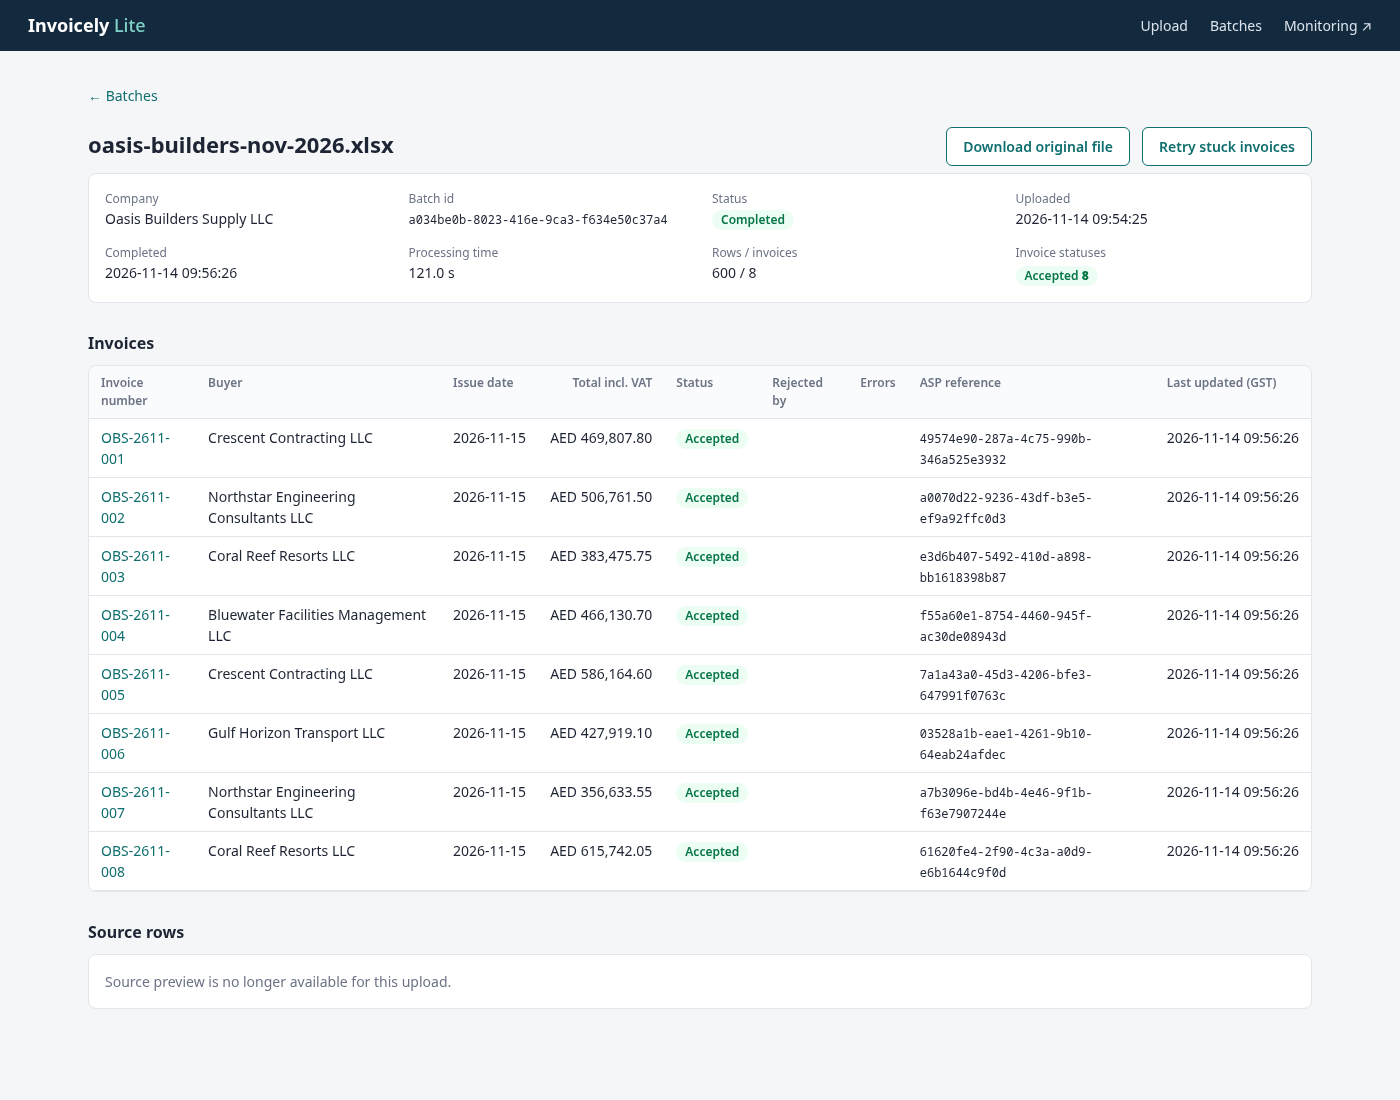 Invoicely Lite
Upload Batches Monitoring ↗
← Batches
oasis-builders-nov-2026.xlsx
Download original file
Retry stuck invoices
Company
Oasis Builders Supply LLC
Batch id
a034be0b-8023-416e-9ca3-f634e50c37a4
Status
Completed
Uploaded
2026-11-14 09:54:25
Completed
2026-11-14 09:56:26
Processing time
121.0 s
Rows / invoices
600 / 8
Invoice statuses
Accepted 8
Invoices
Invoice number Buyer Issue date Total incl. VAT Status Rejected by Errors ASP reference Last updated (GST)
OBS-2611-001 Crescent Contracting LLC 2026-11-15 AED 469,807.80 Accepted 49574e90-287a-4c75-990b-346a525e3932 2026-11-14 09:56:26
OBS-2611-002 Northstar Engineering Consultants LLC 2026-11-15 AED 506,761.50 Accepted a0070d22-9236-43df-b3e5-ef9a92ffc0d3 2026-11-14 09:56:26
OBS-2611-003 Coral Reef Resorts LLC 2026-11-15 AED 383,475.75 Accepted e3d6b407-5492-410d-a898-bb1618398b87 2026-11-14 09:56:26
OBS-2611-004 Bluewater Facilities Management LLC 2026-11-15 AED 466,130.70 Accepted f55a60e1-8754-4460-945f-ac30de08943d 2026-11-14 09:56:26
OBS-2611-005 Crescent Contracting LLC 2026-11-15 AED 586,164.60 Accepted 7a1a43a0-45d3-4206-bfe3-647991f0763c 2026-11-14 09:56:26
OBS-2611-006 Gulf Horizon Transport LLC 2026-11-15 AED 427,919.10 Accepted 03528a1b-eae1-4261-9b10-64eab24afdec 2026-11-14 09:56:26
OBS-2611-007 Northstar Engineering Consultants LLC 2026-11-15 AED 356,633.55 Accepted a7b3096e-bd4b-4e46-9f1b-f63e7907244e 2026-11-14 09:56:26
OBS-2611-008 Coral Reef Resorts LLC 2026-11-15 AED 615,742.05 Accepted 61620fe4-2f90-4c3a-a0d9-e6b1644c9f0d 2026-11-14 09:56:26
Source rows
Source preview is no longer available for this upload.